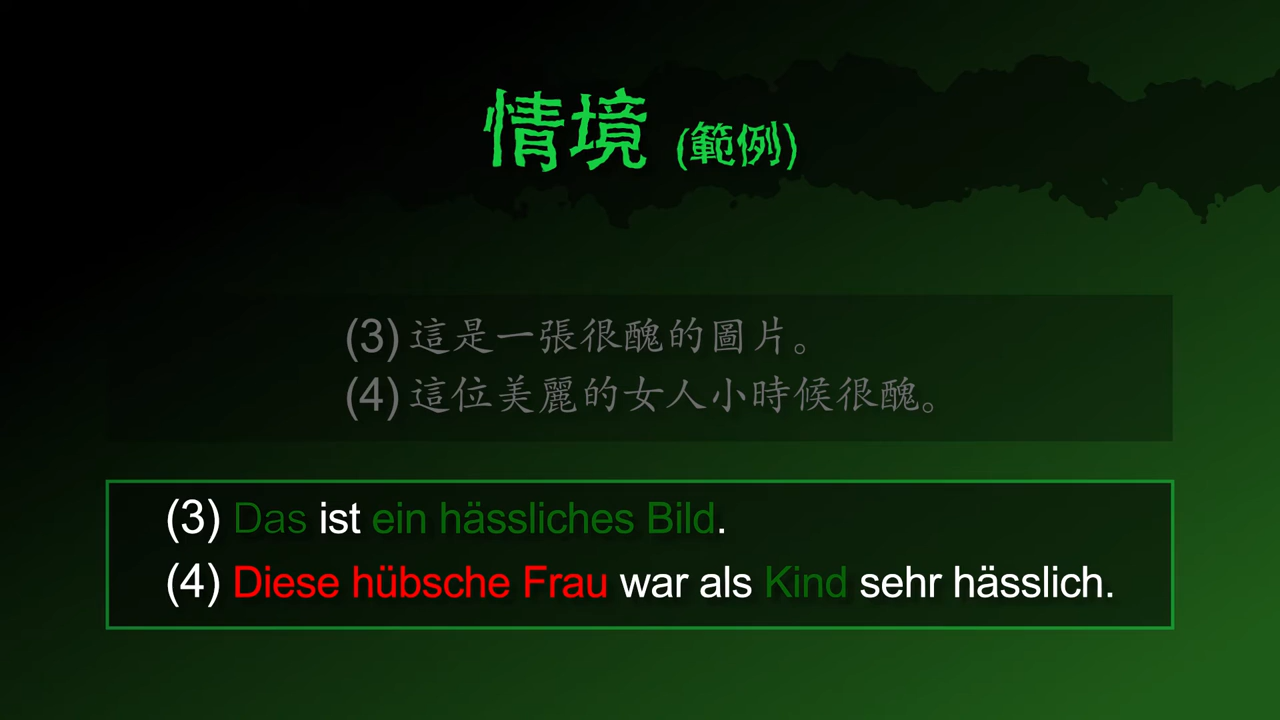 情境 (範例)
(3) 這是一張很醜的圖片。
(4) 這位美麗的女人小時候很醜。
(3) Das ist ein hässliches Bild.
(4) Diese hübsche Frau war als Kind sehr hässlich.